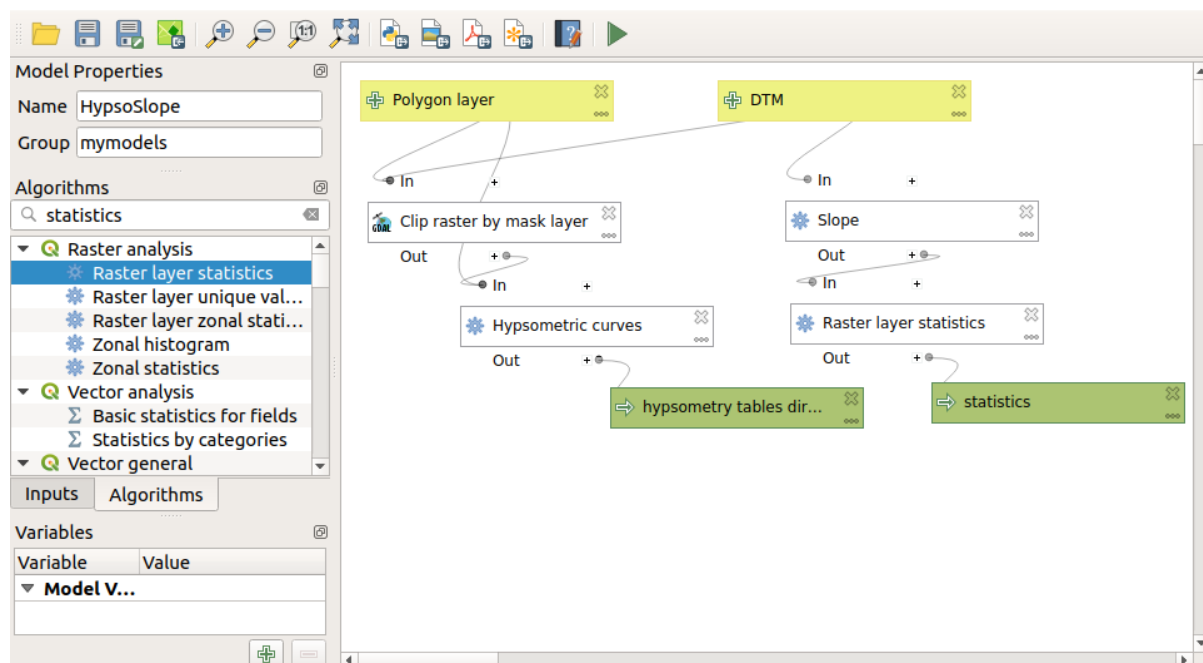 1:1
Model Properties
Name HypsoSlope
Group mymodels
Algorithms
statistics
Raster analysis
Raster layer statistics
Raster layer unique val...
Raster layer zonal stati...
Zonal histogram
Zonal statistics
Vector analysis
Σ Basic statistics for fields
Σ Statistics by categories
Vector general
Inputs Algorithms
Variables
Variable Value
Model V...
Polygon layer
DTM
In +
In +
GDAL Clip raster by mask layer
Slope
Out +
Out +
In +
In +
Hypsometric curves
Raster layer statistics
Out +
Out +
hypsometry tables dir...
statistics